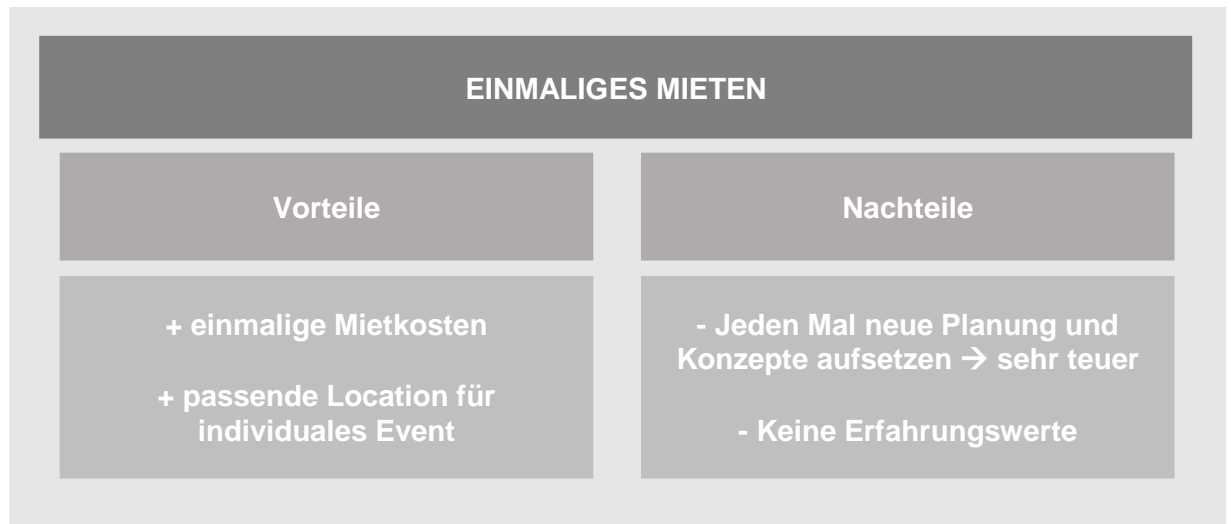 EINMALIGES MIETEN
Vorteile
Nachteile
+ einmalige Mietkosten
+ passende Location für
individuales Event
- Jeden Mal neue Planung und
Konzepte aufsetzen → sehr teuer
- Keine Erfahrungswerte